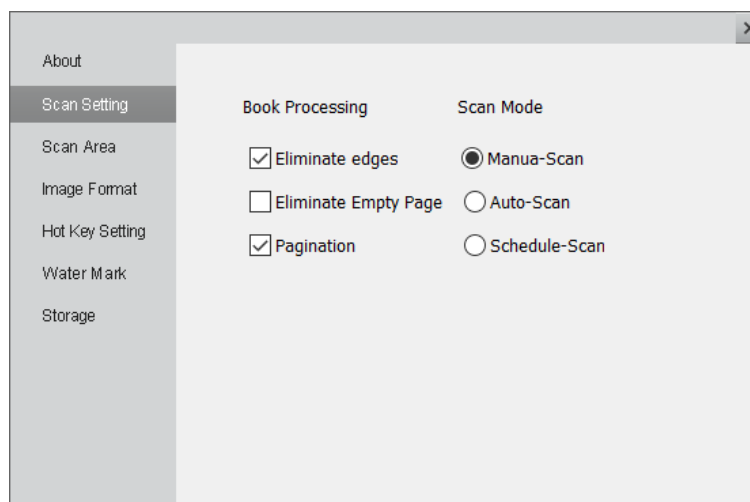 About
Scan Setting
Scan Area
Image Format
Hot Key Setting
Water Mark
Storage
Book Processing Scan Mode
Eliminate edges Manua-Scan
Eliminate Empty Page Auto-Scan
Pagination Schedule-Scan